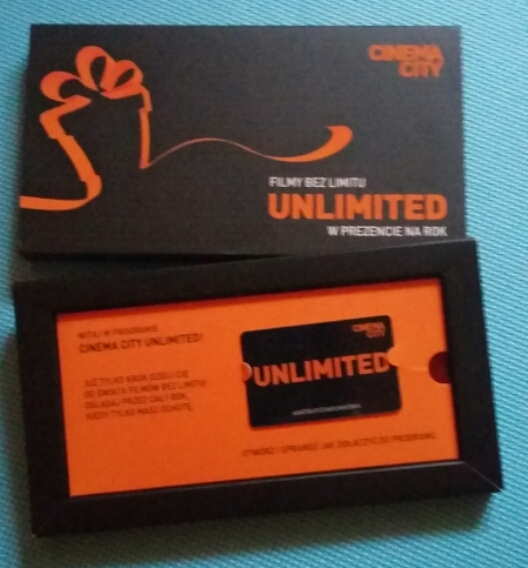 CINEMA
CITY
FILMY BEZ LIMITU
UNLIMITED
W PREZENCIE NA ROK
WITAJ W PROGRAMIE
CINEMA CITY UNLIMITED!
JUŻ TYLKO KROK DZIELI CIĘ
OD ŚWIATA FILMÓW BEZ LIMITU
OGLĄDAJ PRZEZ CAŁY ROK,
KIEDY TYLKO MASZ OCHOTĘ.
CINEMA
CITY
UNLIMITED
OTWÓRZ I SPRAWDŹ JAK DOŁĄCZYĆ DO PROGRAMU